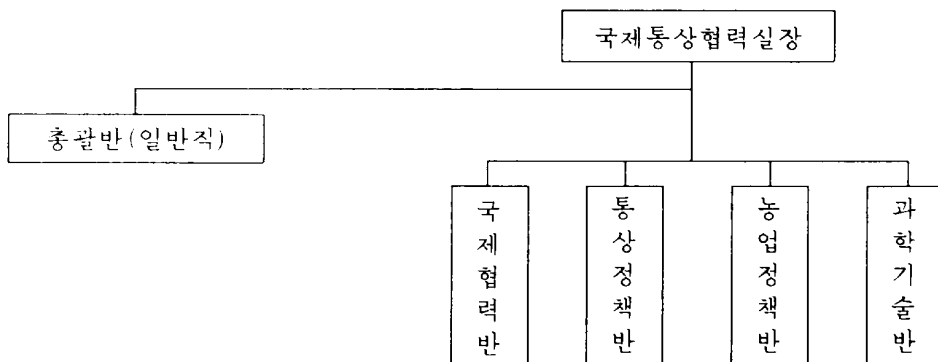 국제통상협력실장
총괄반(일반직)
국제협력반
통상정책반
농업정책반
과학기술반